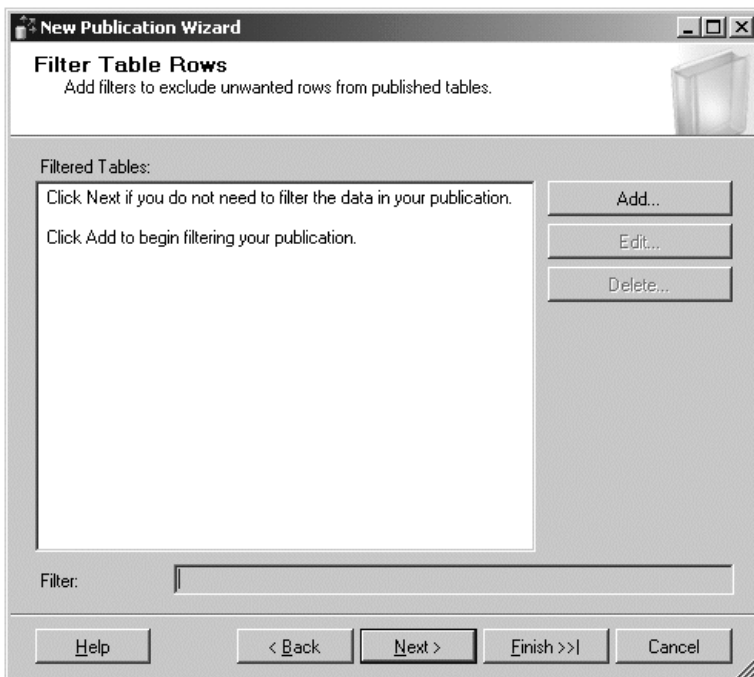 New Publication Wizard
Filter Table Rows
Add filters to exclude unwanted rows from published tables.
Filtered Tables:
Click Next if you do not need to filter the data in your publication.
Click Add to begin filtering your publication.
Add...
Edit...
Delete...
Filter:
Help
< Back
Next >
Finish >>|
Cancel